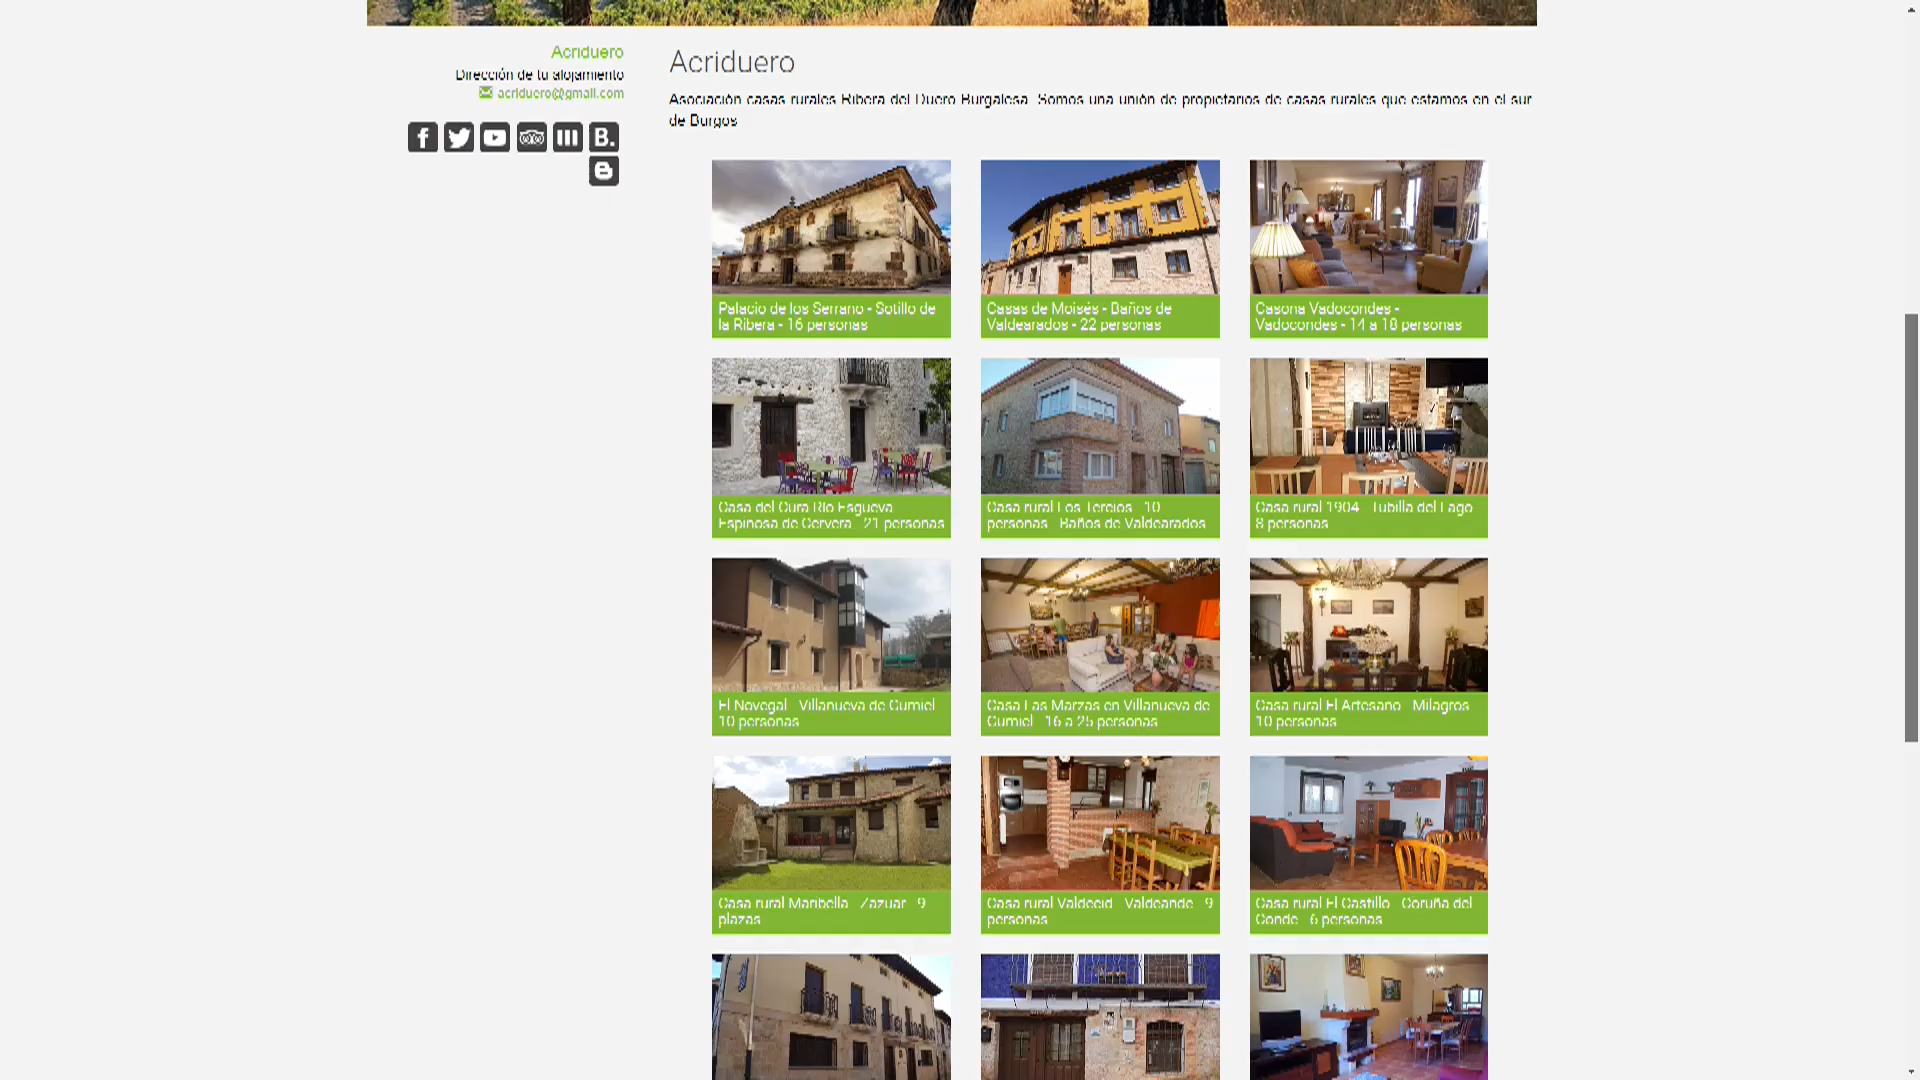 Acriduero
Dirección de tu alojamiento
acriduero@gmail.com
Acriduero
Asociación casas rurales Ribera del Duero Burgalesa. Somos una unión de propietarios de casas rurales que estamos en el sur
de Burgos
Palacio de los Serrano - Sotillo de
la Ribera - 16 personas
Casas de Moisés - Baños de
Valdearados - 22 personas
Casona Vadocondes -
Vadocondes - 14 a 18 personas
Casa del Cura Río Esgueva
Espinosa de Cervera - 21 personas
Casa rural Los Tercios - 10
personas - Baños de Valdearados
Casa rural 1904 - Tubilla del Lago
8 personas
El Novegal - Villanueva de Gumiel
10 personas
Casa Las Marzas en Villanueva de
Gumiel - 16 a 25 personas
Casa rural El Artesano - Milagros
10 personas
Casa rural Maribella - Zazuar - 9
plazas
Casa rural Valdecid - Valdeande - 9
personas
Casa rural El Castillo - Coruña del
Conde - 6 personas